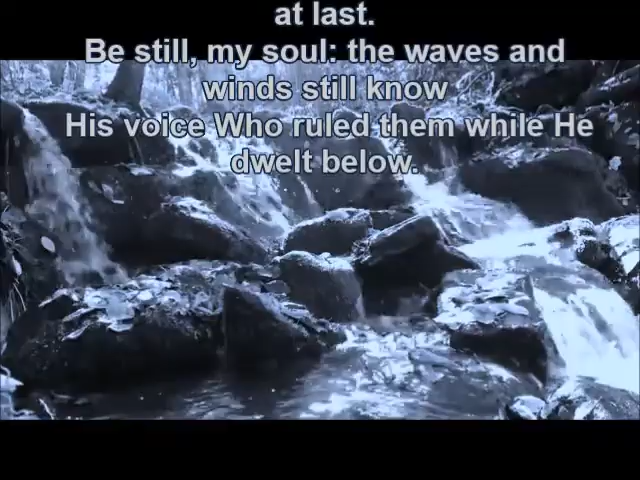 at last.
Be still, my soul: the waves and
winds still know
His voice Who ruled them while He
dwelt below.